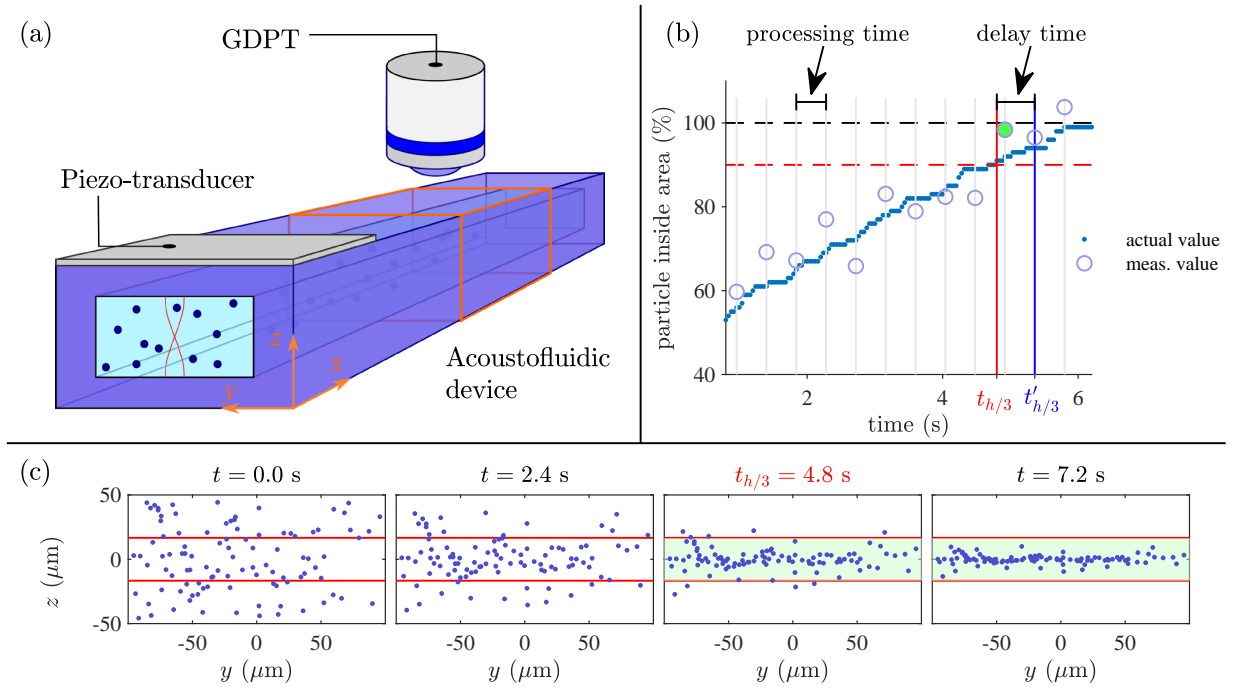 (a)
GDPT
Piezo-transducer
z
x
y
Acoustofluidic
device
(b)
processing time
delay time
particle inside area (%)
100
80
60
40
actual value
meas. value
2
4
6
t_{h/3}
t'_{h/3}
time (s)
(c)
t = 0.0 s
t = 2.4 s
t_{h/3} = 4.8 s
t = 7.2 s
z (μm)
50
0
-50
-50 0 50
-50 0 50
-50 0 50
-50 0 50
y (μm)
y (μm)
y (μm)
y (μm)